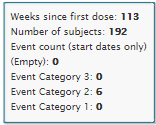 Weeks since first dose: 113
Number of subjects: 192
Event count (start dates only)
(Empty): 0
Event Category 3: 0
Event Category 2: 6
Event Category 1: 0